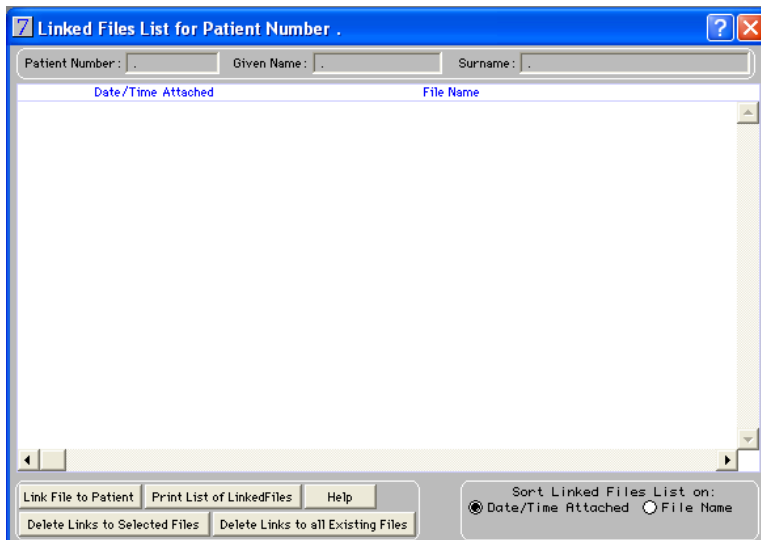 7 Linked Files List for Patient Number . ? X
Patient Number: . Given Name: . Surname: .
Date/Time Attached File Name
Link File to Patient Print List of LinkedFiles Help
Delete Links to Selected Files Delete Links to all Existing Files
Sort Linked Files List on:
Date/Time Attached File Name